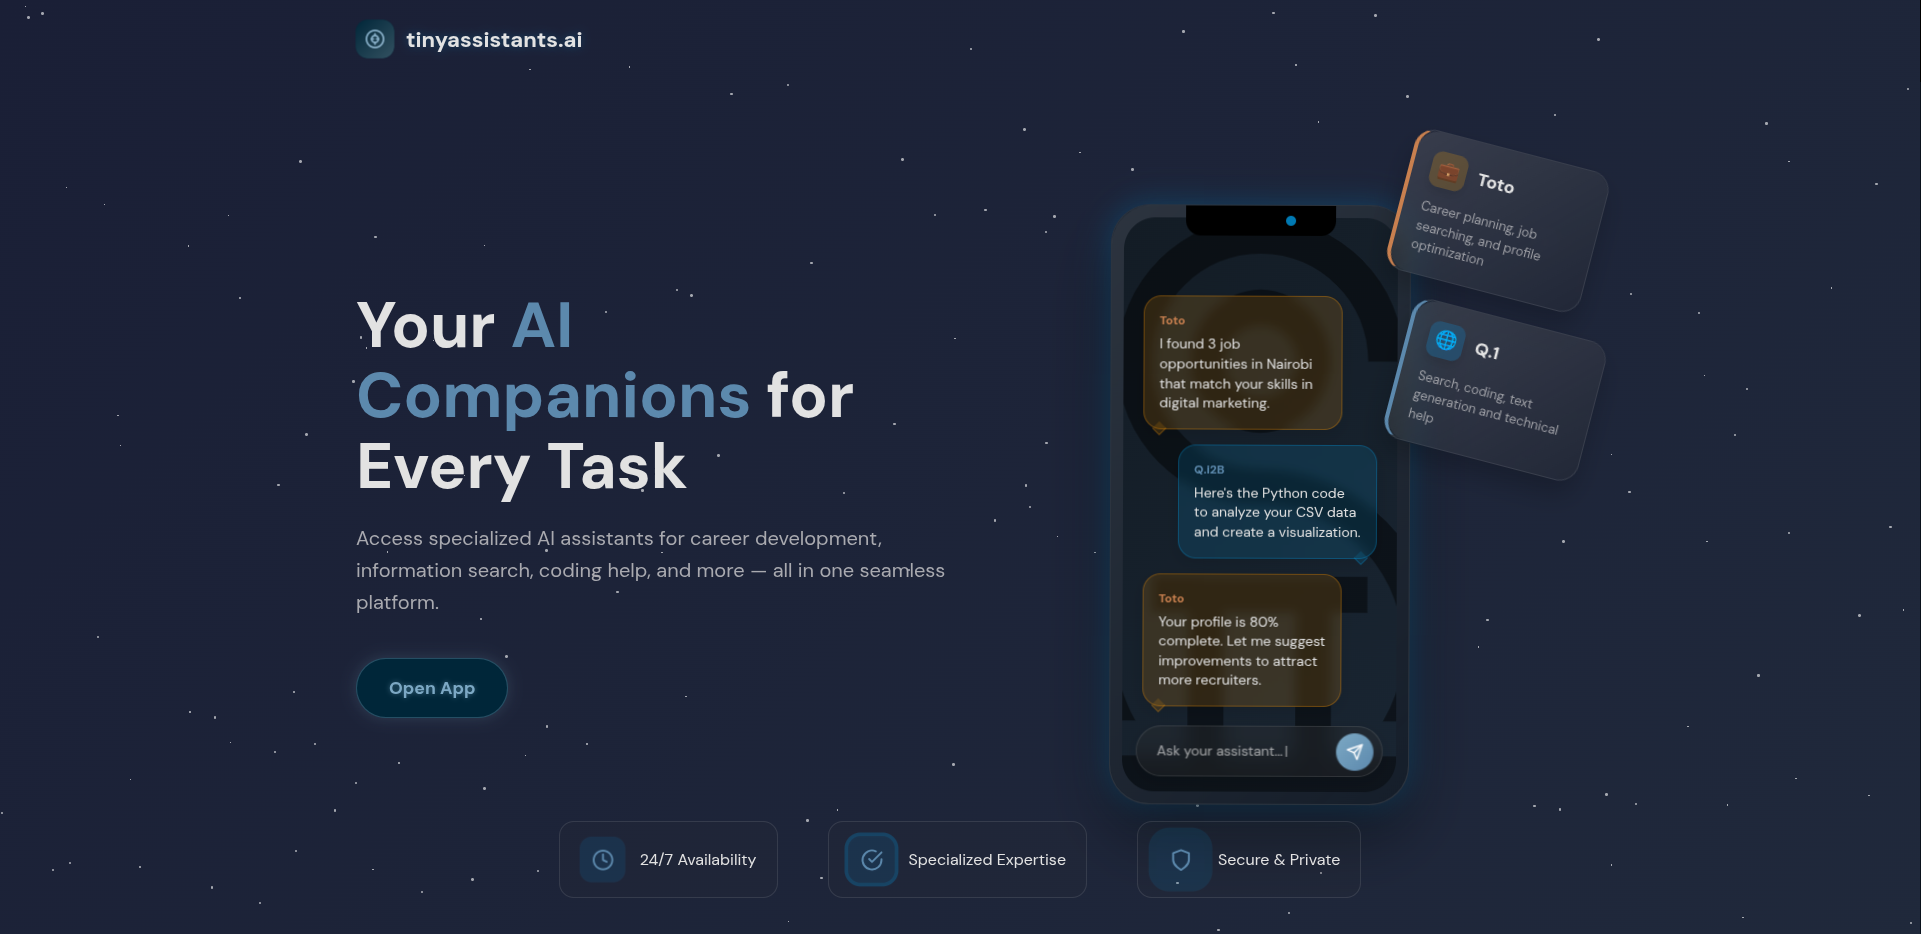 tinyassistants.ai
Your AI
Companions for
Every Task
Access specialized AI assistants for career development,
information search, coding help, and more — all in one seamless
platform.
Open App
Toto
I found 3 job
opportunities in Nairobi
that match your skills in
digital marketing.
Q.12B
Here's the Python code
to analyze your CSV data
and create a visualization.
Toto
Your profile is 80%
complete. Let me suggest
improvements to attract
more recruiters.
Ask your assistant...|
Toto
Career planning, job
searching, and profile
optimization
Q.1
Search, coding, text
generation and technical
help
24/7 Availability
Specialized Expertise
Secure & Private